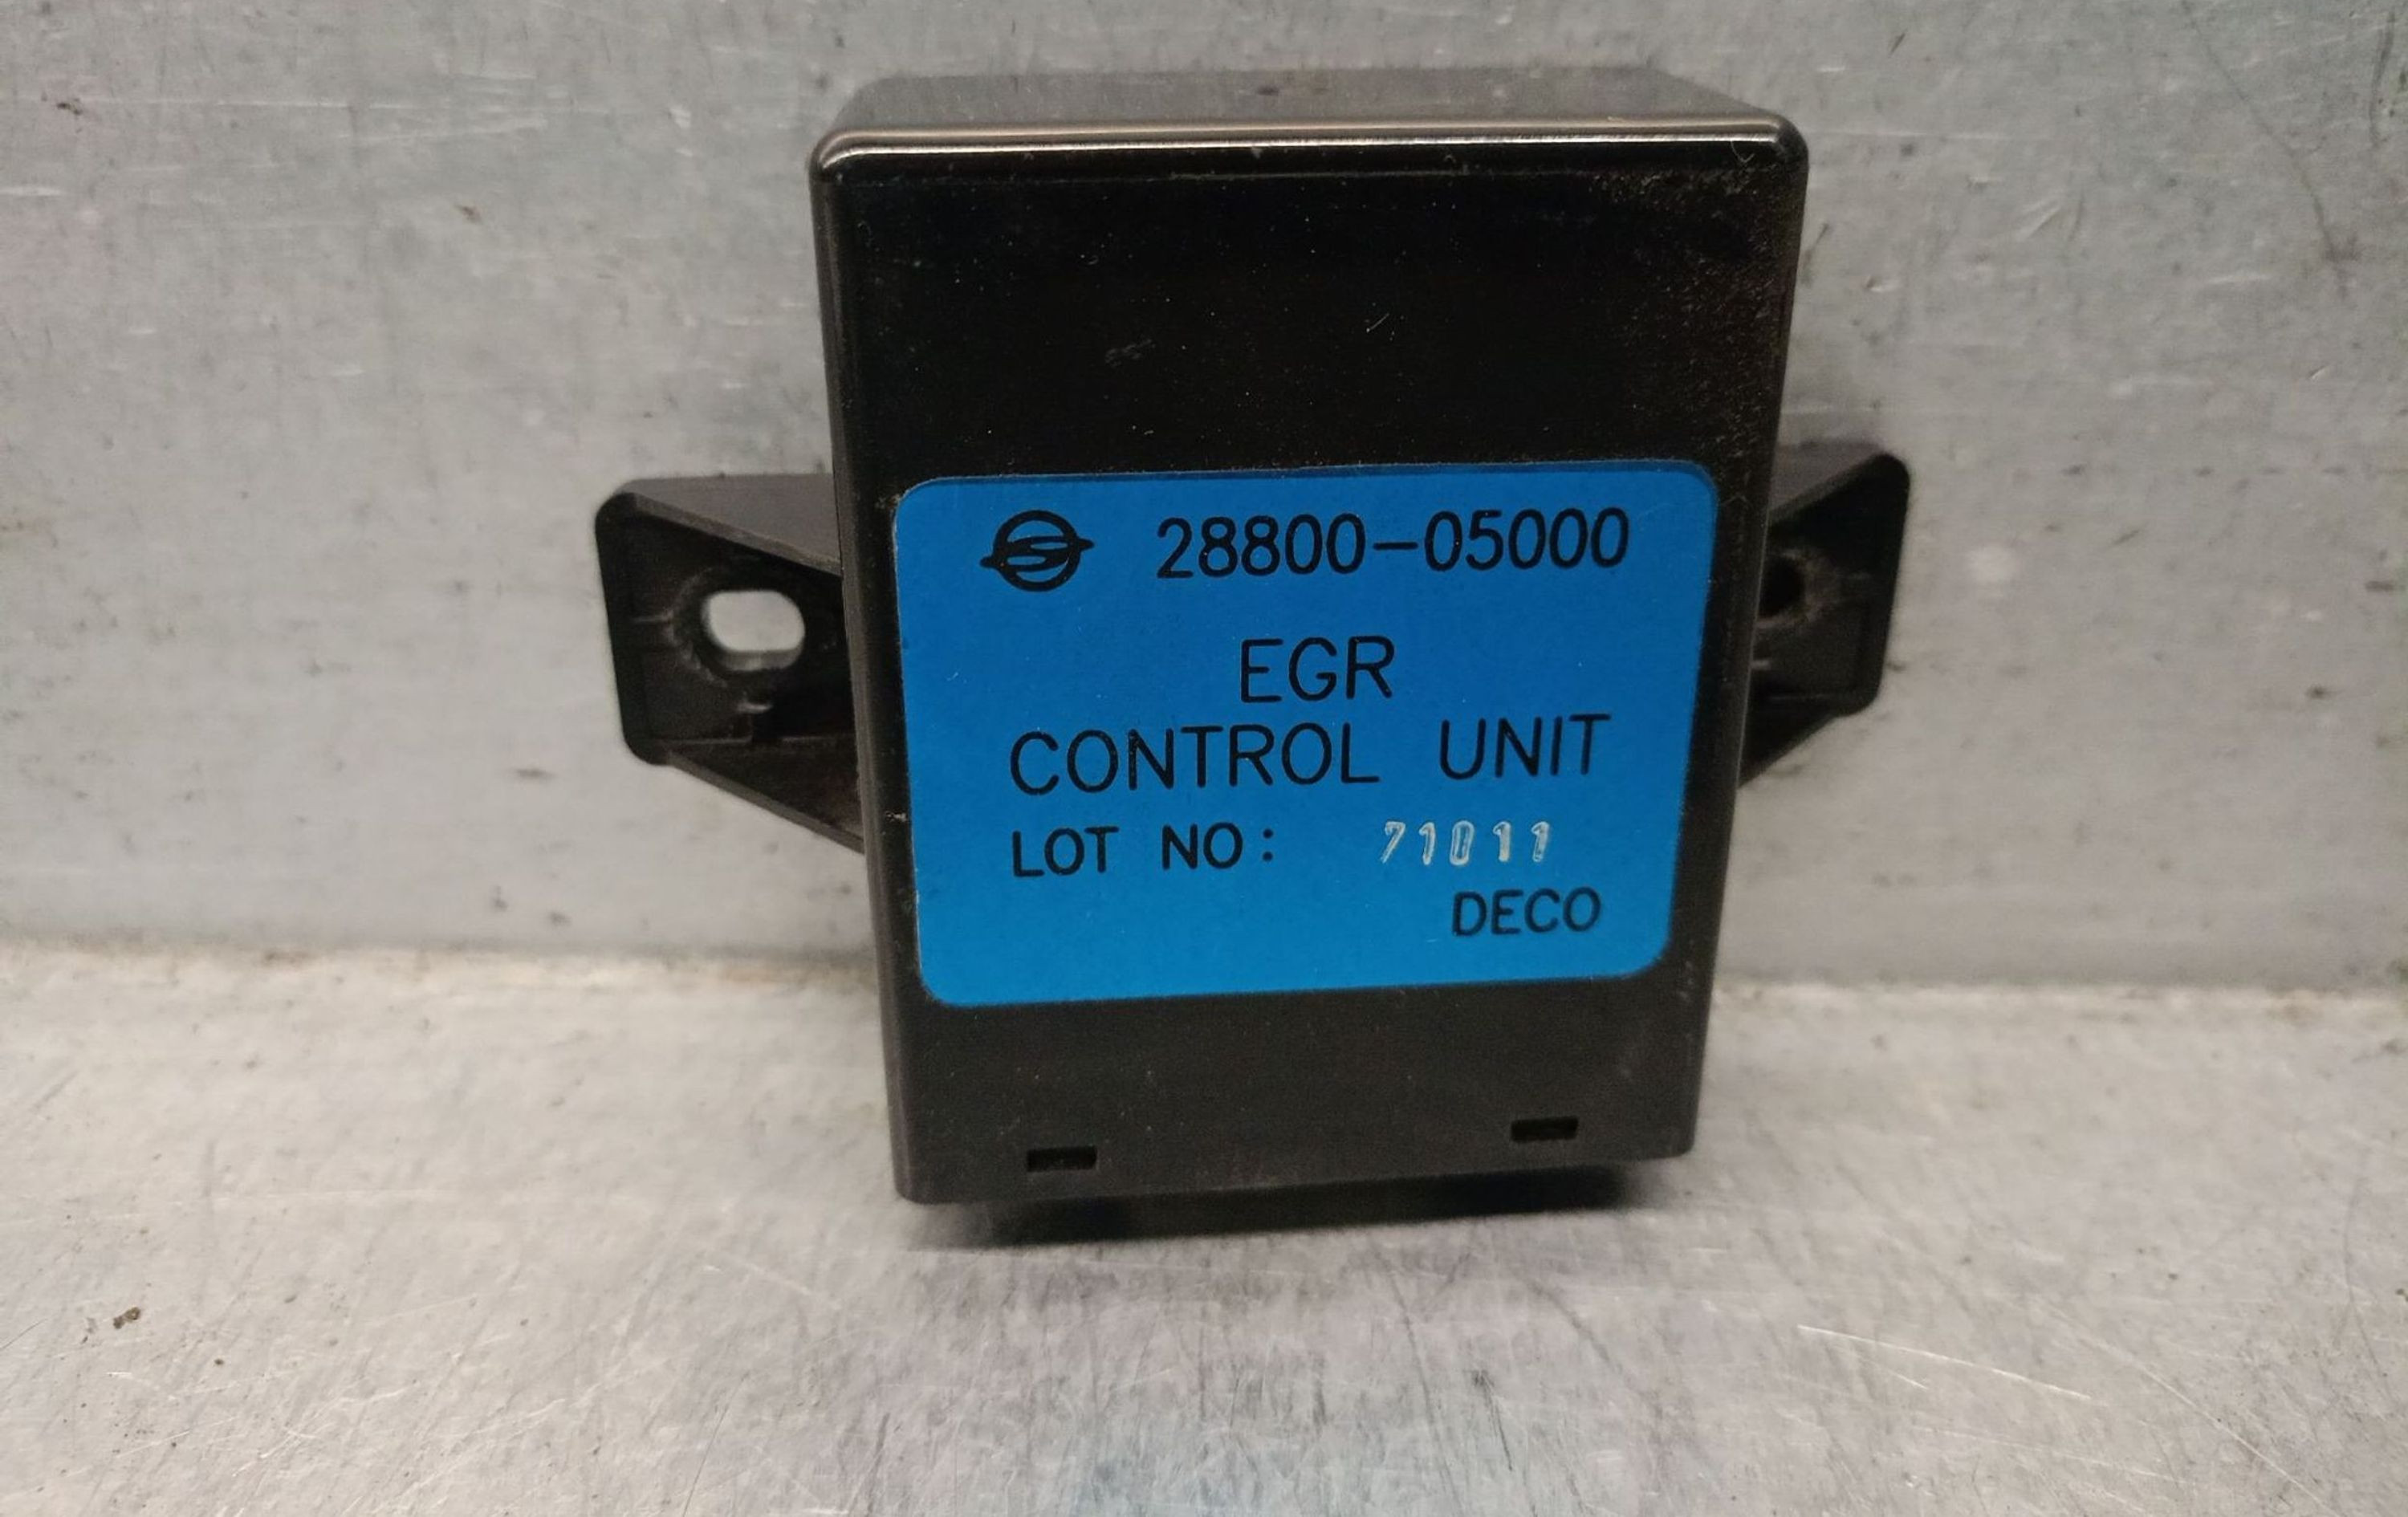 28800-05000
EGR
CONTROL UNIT
LOT NO: 71011
DECO